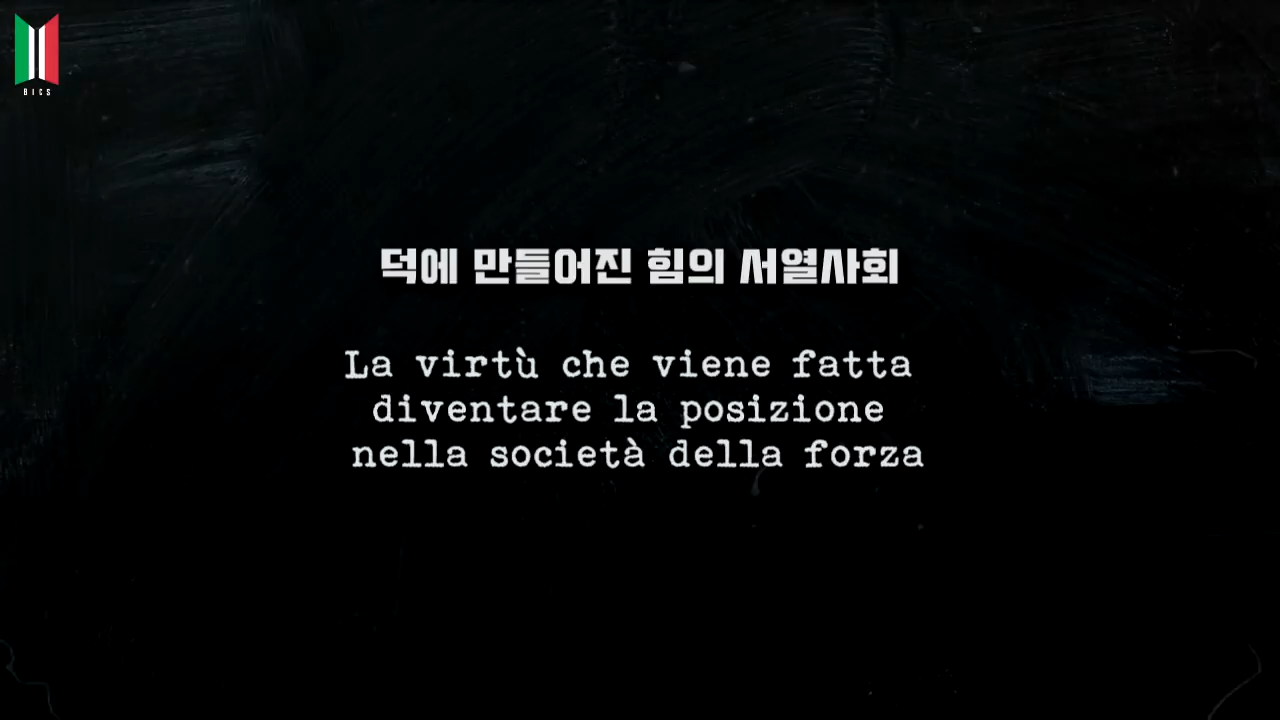 BICS
덕에 만들어진 힘의 서열사회
La virtù che viene fatta
diventare la posizione
nella società della forza